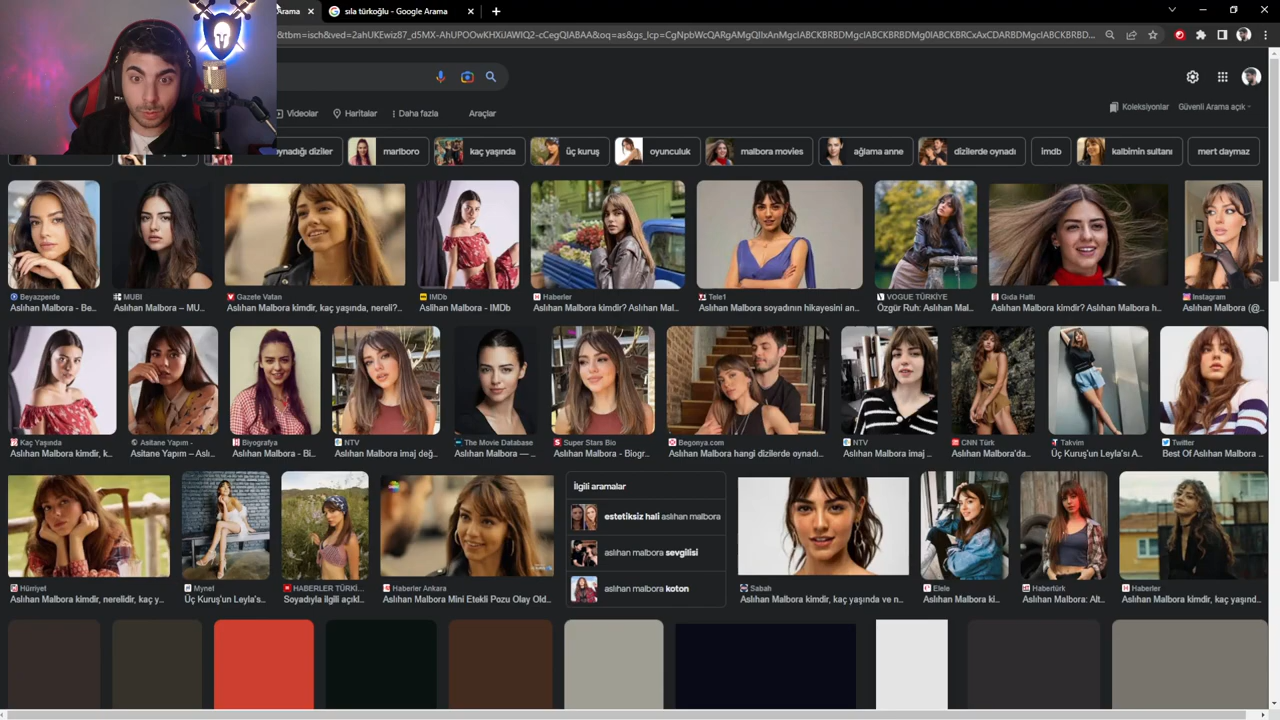 Arama
sıla türkoğlu - Google Arama
&tbm=isch&ved=2ahUKEwiz87_d5MX-AhUPOOwKHXiJAWIQ2-cCegQIABAA&oq=as&gs_lcp=
Videolar
Haritalar
Daha fazla
Araçlar
Koleksiyonlar
Güvenli Arama açık
oynadığı diziler
marlboro
kaç yaşında
üç kuruş
oyunculuk
malbora movies
ağlama anne
dizilerde oynadı
imdb
kalbimin sultanı
mert daymaz
Beyazperde
MUBI
Gazete Vatan
IMDb
Haberler
Tele1
VOGUE TÜRKİYE
Gıda Hattı
Instagram
Aslıhan Malbora - Be...
Aslıhan Malbora – MU...
Aslıhan Malbora kimdir, kaç yaşında, nereli?...
Aslihan Malbora - IMDb
Aslıhan Malbora kimdir? Aslıhan Mal...
Aslıhan Malbora soyadının hikayesini an...
Özgür Ruh: Aslıhan Mal...
Aslıhan Malbora kimdir? Aslıhan Malbora h...
Aslıhan Malbora (@...
Kaç Yaşında
Asitane Yapım -
Biyografya
NTV
The Movie Database
Super Stars Bio
Begonya.com
NTV
CNN Türk
Takvim
Twitter
Aslıhan Malbora kimdir, k...
Asitane Yapım – Aslı...
Aslıhan Malbora - Bi...
Aslıhan Malbora imaj değ...
Aslıhan Malbora — ...
Aslıhan Malbora - Biogr...
Aslıhan Malbora hangi dizilerde oynadı...
Aslıhan Malbora imaj ...
Aslıhan Malbora'da...
Üç Kuruş'un Leyla'sı A...
Best Of Aslıhan Malbora ...
İlgili aramalar
estetiksiz hali aslıhan malbora
aslıhan malbora sevgilisi
aslıhan malbora koton
Hürriyet
Mynet
HABERLER TÜRKİ...
Haberler Ankara
Sabah
Elele
Habertürk
Haberler
Aslıhan Malbora kimdir, nerelidir, kaç y...
Üç Kuruş'un Leyla's...
Soyadıyla ilgili açıkl...
Aslıhan Malbora Mini Etekli Pozu Olay Old...
Aslıhan Malbora kimdir, kaç yaşında ve n...
Aslıhan Malbora ki...
Aslıhan Malbora: Alt...
Aslıhan Malbora kimdir, kaç yaşınd...